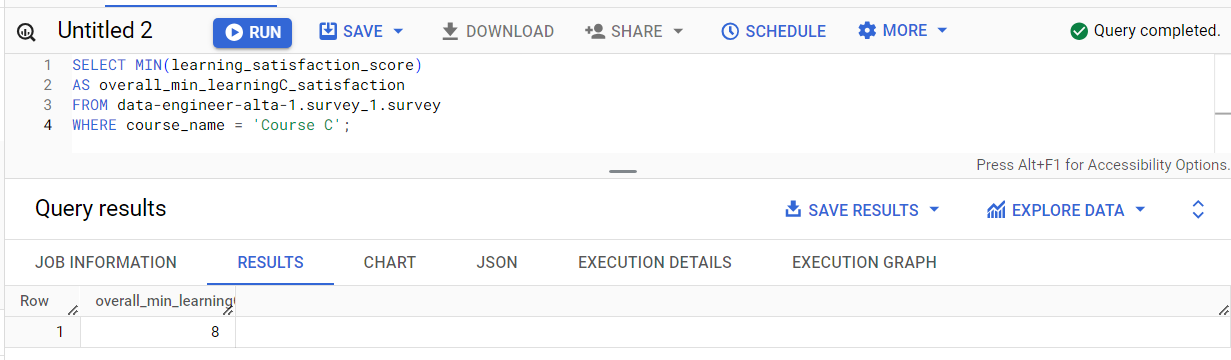 Untitled 2
RUN
SAVE
DOWNLOAD
SHARE
SCHEDULE
MORE
Query completed.
1 SELECT MIN(learning_satisfaction_score)
2 AS overall_min_learningC_satisfaction
3 FROM data-engineer-alta-1.survey_1.survey
4 WHERE course_name = 'Course C';
Press Alt+F1 for Accessibility Options.
Query results
SAVE RESULTS
EXPLORE DATA
JOB INFORMATION
RESULTS
CHART
JSON
EXECUTION DETAILS
EXECUTION GRAPH
Row overall_min_learning
1 8